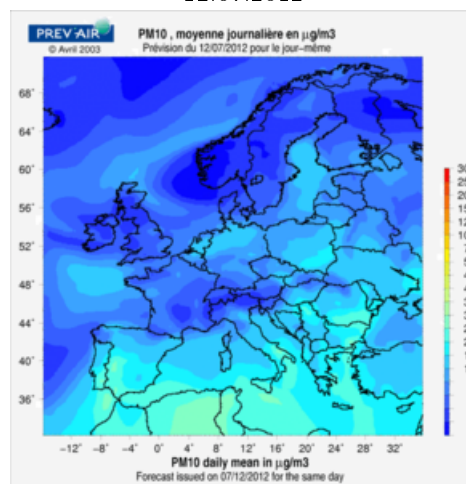 PREV'AIR
© Avril 2003
PM10 , moyenne journalière en µg/m3
Prévision du 12/07/2012 pour le jour−même
68°
64°
60°
56°
52°
48°
44°
40°
36°
−12° −8° −4° 0° 4° 8° 12° 16° 20° 24° 28° 32°
PM10 daily mean in µg/m3
Forecast issued on 07/12/2012 for the same day